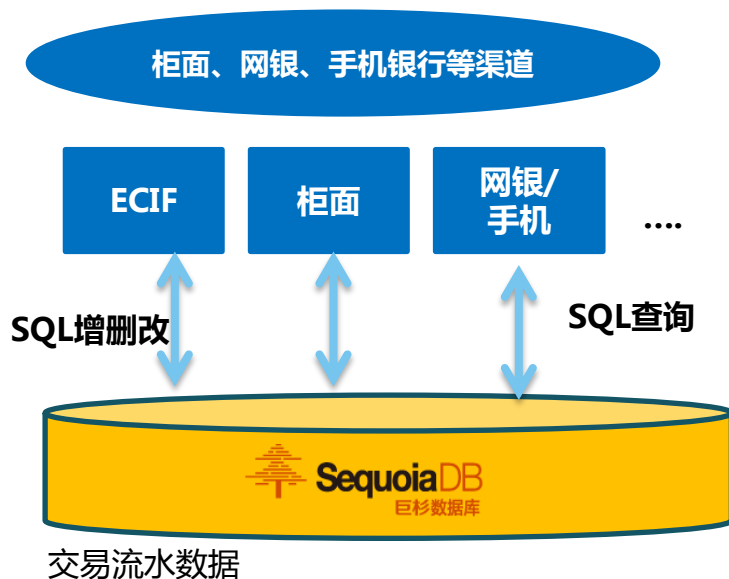 柜面、网银、手机银行等渠道
ECIF
柜面
网银/
手机
....
SQL增删改
SQL查询
SequoiaDB
巨杉数据库
交易流水数据